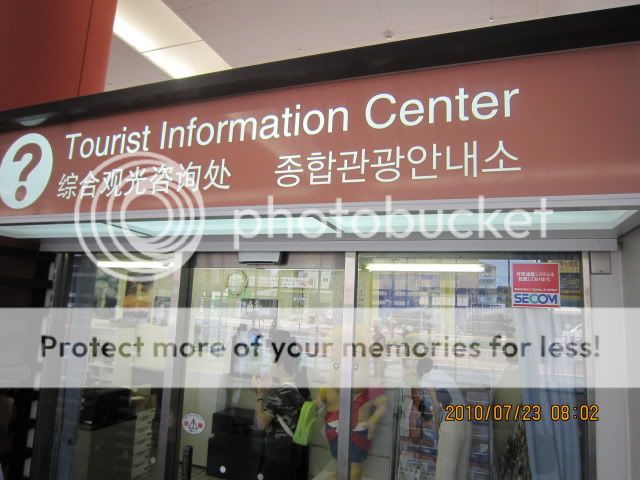 ?
Tourist Information Center
综合观光咨询处 종합관광안내소
photobucket
Protect more of your memories for less!
SECOM
2010/07/23 08:02